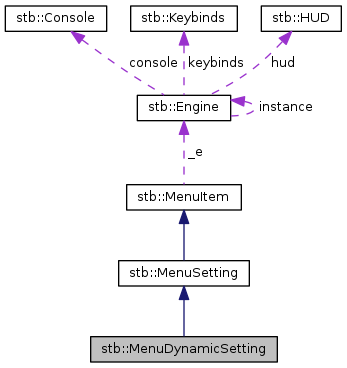 stb::Console stb::Keybinds stb::HUD
console keybinds hud
stb::Engine instance
_e
stb::MenuItem
stb::MenuSetting
stb::MenuDynamicSetting